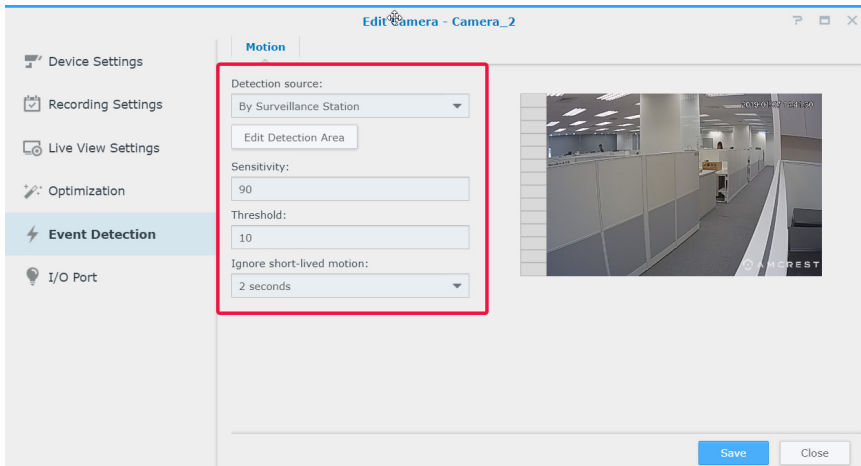 Edit Camera - Camera_2
Device Settings
Recording Settings
Live View Settings
Optimization
Event Detection
I/O Port
Motion
Detection source:
By Surveillance Station
Edit Detection Area
Sensitivity:
90
Threshold:
10
Ignore short-lived motion:
2 seconds
AMCREST
Save
Close